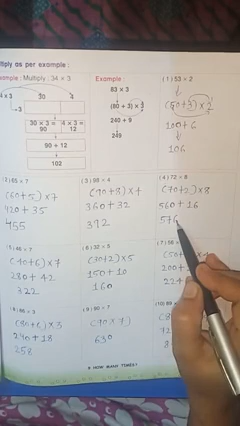 tiply as per example :
ample : Multiply : 34 × 3
4 × 3
30
4
→3
30 × 3 =
90
4 × 3 =
12
90 + 12
102
Example :
83 × 3
(80 + 3) × 3
240 + 9
249
(1) 53 × 2
(50+3)×2
100+6
106
(2) 65 × 7
(60+5)×7
420+35
455
(3) 93 × 4
360+32
372
(4) 72 × 8
(70+2)×8
560+16
576
(5) 46 × 7
(40+6)×7
280+42
322
(6) 32 × 5
(30+2)×5
150+10
160
(8) 86 × 3
(80+6)×3
240+18
258
(9) 90 × 7
(90×7)
630
HOW MANY TIMES?